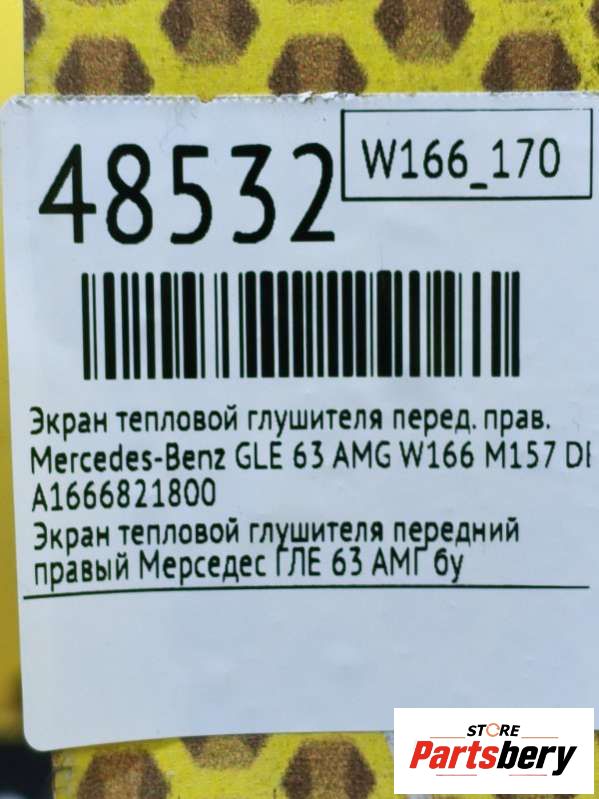 48532
W166_170
Экран тепловой глушителя перед. прав.
Mercedes-Benz GLE 63 AMG W166 M157 DE
A1666821800
Экран тепловой глушителя передний
правый Мерседес ГЛЕ 63 АМГ бу
STORE
Partsbery